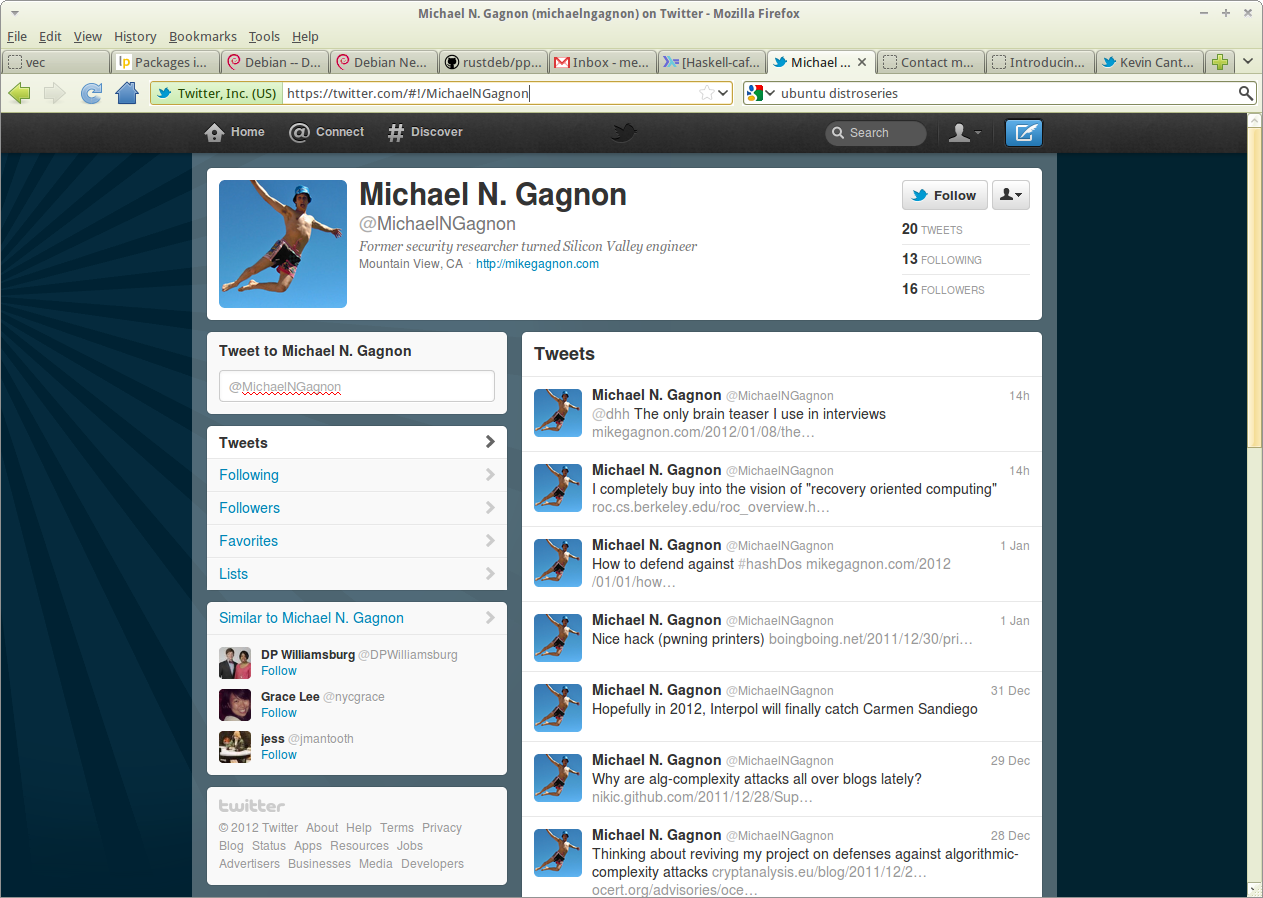 Michael N. Gagnon (michaelngagnon) on Twitter - Mozilla Firefox
File Edit View History Bookmarks Tools Help
vec
Packages i...
Debian -- D...
Debian Ne...
rustdeb/pp...
Inbox - me...
[Haskell-caf...
Michael ...
Contact m...
Introducin...
Kevin Cant...
Twitter, Inc. (US) https://twitter.com/#!/MichaelNGagnon
ubuntu distroseries
Home Connect Discover
Search
Michael N. Gagnon
@MichaelNGagnon
Former security researcher turned Silicon Valley engineer
Mountain View, CA · http://mikegagnon.com
Follow
20 TWEETS
13 FOLLOWING
16 FOLLOWERS
Tweet to Michael N. Gagnon
@MichaelNGagnon
Tweets
Following
Followers
Favorites
Lists
Similar to Michael N. Gagnon
DP Williamsburg @DPWilliamsburg
Follow
Grace Lee @nycgrace
Follow
jess @jmantooth
Follow
twitter
© 2012 Twitter About Help Terms Privacy
Blog Status Apps Resources Jobs
Advertisers Businesses Media Developers
Tweets
Michael N. Gagnon @MichaelNGagnon 14h
@dhh The only brain teaser I use in interviews
mikegagnon.com/2012/01/08/the…
Michael N. Gagnon @MichaelNGagnon 14h
I completely buy into the vision of "recovery oriented computing"
roc.cs.berkeley.edu/roc_overview.h…
Michael N. Gagnon @MichaelNGagnon 1 Jan
How to defend against #hashDos mikegagnon.com/2012
/01/01/how…
Michael N. Gagnon @MichaelNGagnon 1 Jan
Nice hack (pwning printers) boingboing.net/2011/12/30/pri…
Michael N. Gagnon @MichaelNGagnon 31 Dec
Hopefully in 2012, Interpol will finally catch Carmen Sandiego
Michael N. Gagnon @MichaelNGagnon 29 Dec
Why are alg-complexity attacks all over blogs lately?
nikic.github.com/2011/12/28/Sup…
Michael N. Gagnon @MichaelNGagnon 28 Dec
Thinking about reviving my project on defenses against algorithmic-
complexity attacks cryptanalysis.eu/blog/2011/12/2…
ocert.org/advisories/oce…